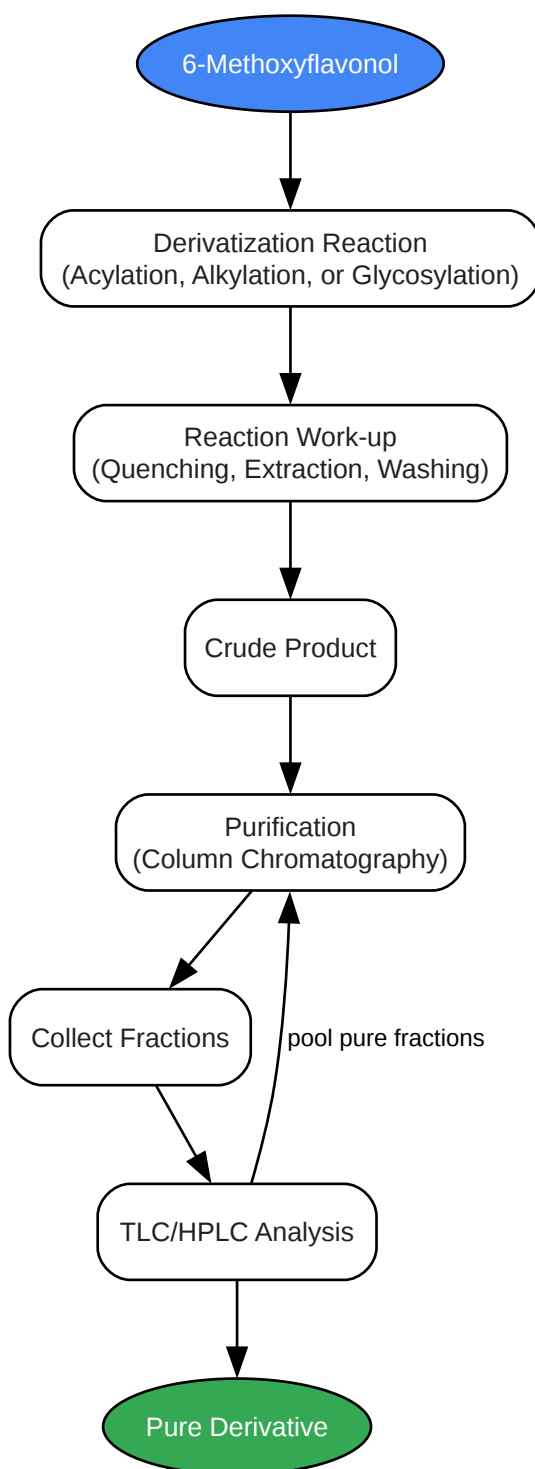 6-Methoxyflavonol
Derivatization Reaction
(Acylation, Alkylation, or Glycosylation)
Reaction Work-up
(Quenching, Extraction, Washing)
Crude Product
Purification
(Column Chromatography)
Collect Fractions
pool pure fractions
TLC/HPLC Analysis
Pure Derivative